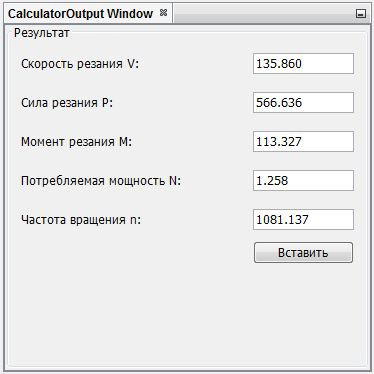 CalculatorOutput Window
Результат
Скорость резания V: 135.860
Сила резания P: 566.636
Момент резания M: 113.327
Потребляемая мощность N: 1.258
Частота вращения n: 1081.137
Вставить